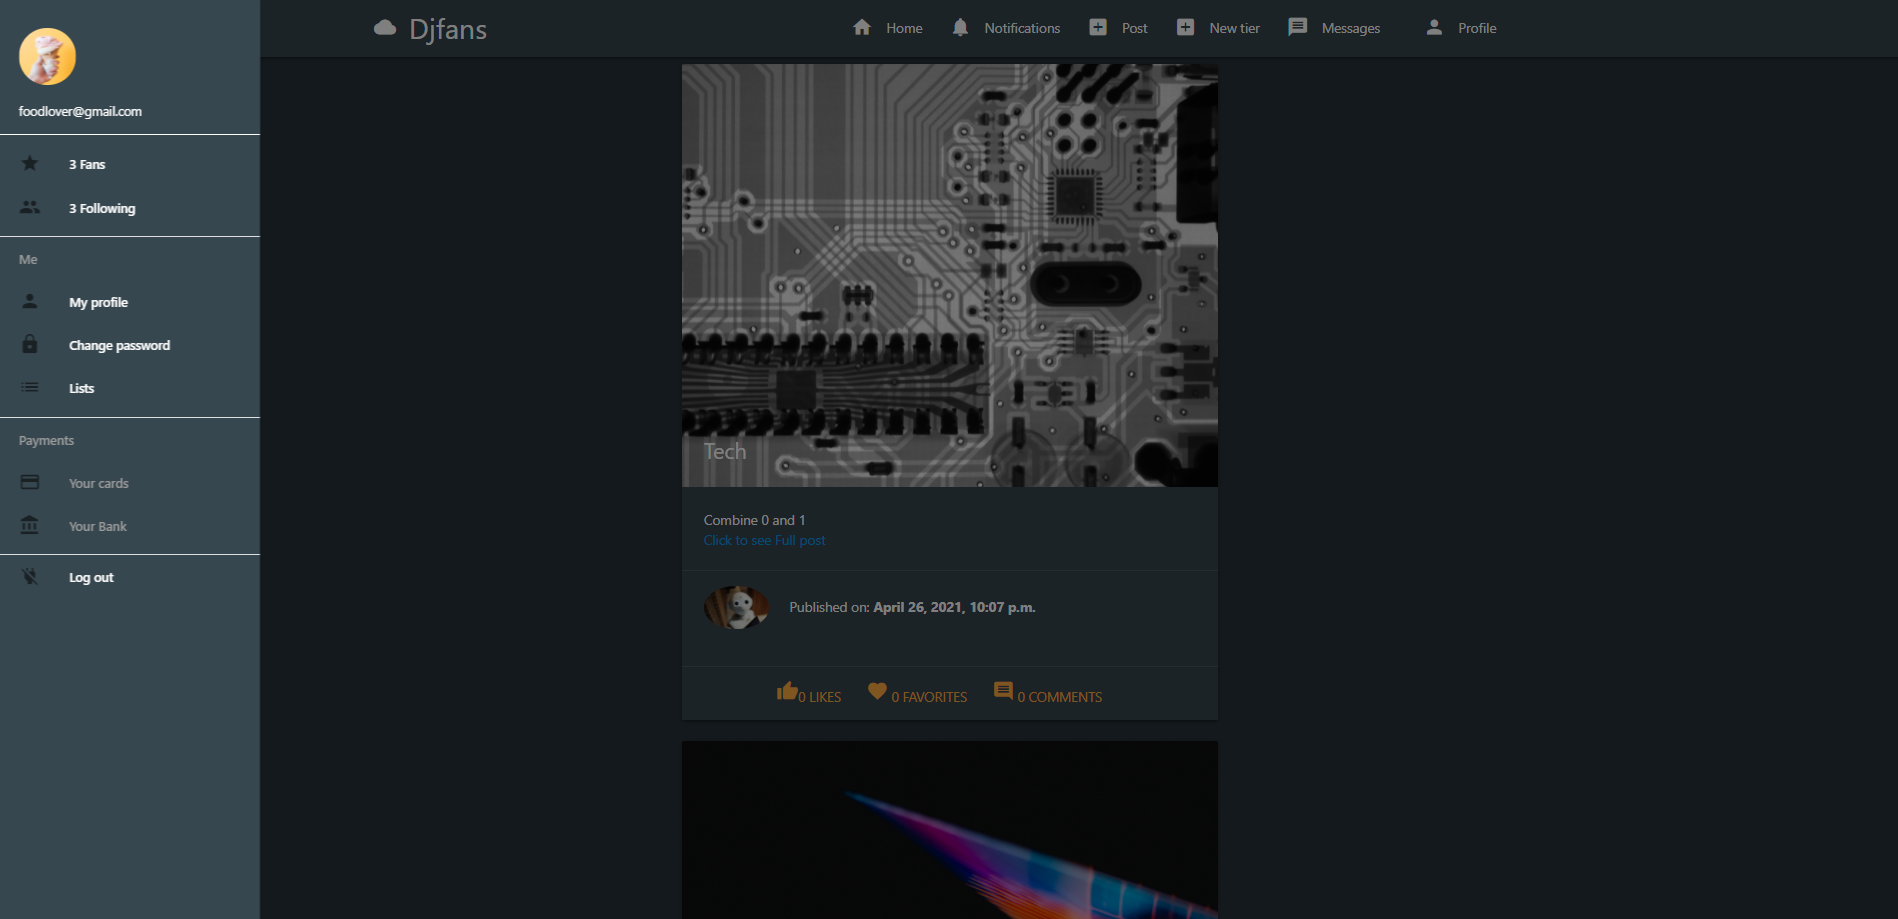 foodlover@gmail.com
3 Fans
3 Following
Me
My profile
Change password
Lists
Payments
Your cards
Your Bank
Log out
Djfans
Home
Notifications
Post
New tier
Messages
Profile
Tech
Combine 0 and 1
Click to see Full post
Published on: April 26, 2021, 10:07 p.m.
0 LIKES
0 FAVORITES
0 COMMENTS